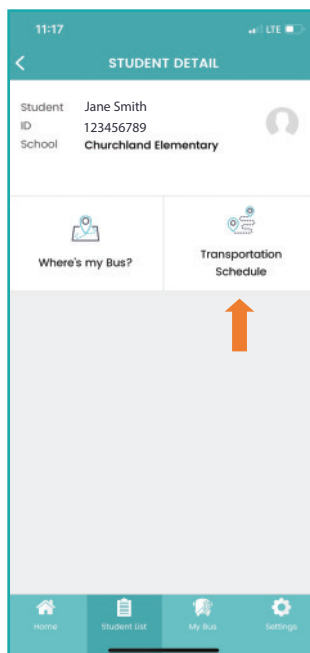 11:17 LTE
STUDENT DETAIL
Student Jane Smith
ID 123456789
School Churchland Elementary
Where's my Bus?
Transportation
Schedule
Home Student List My Bus Settings